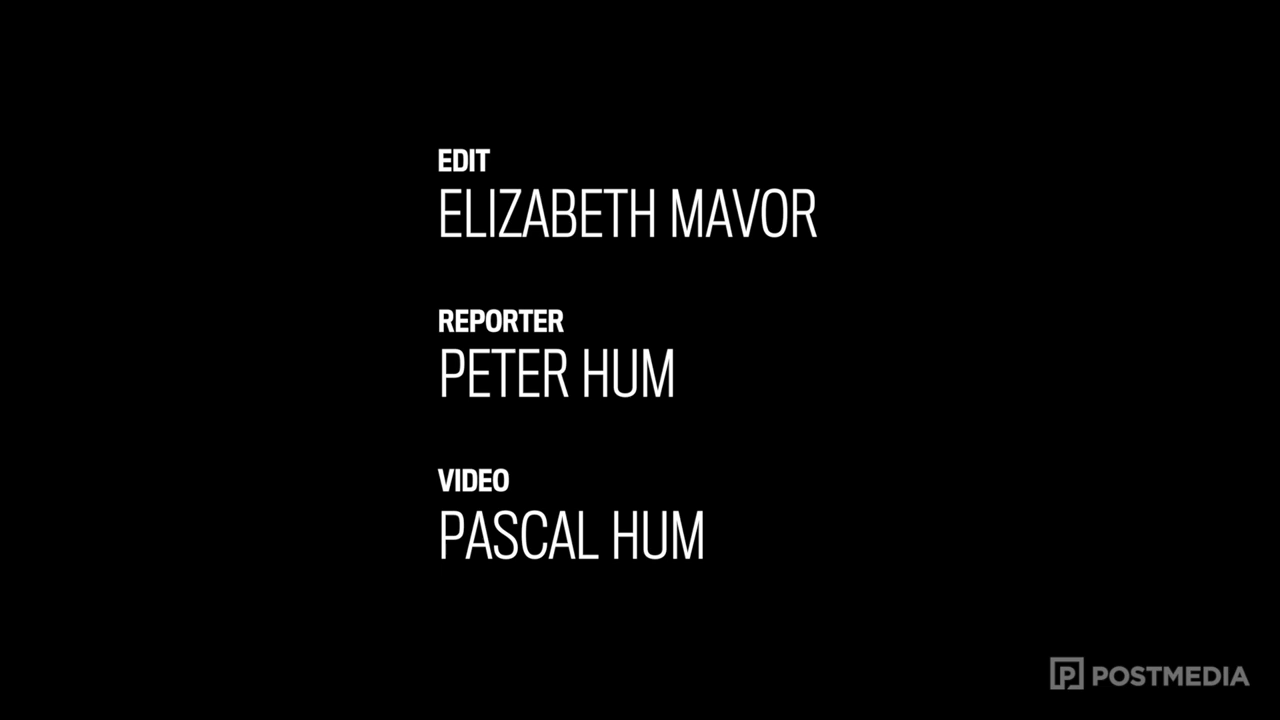 EDIT
ELIZABETH MAVOR
REPORTER
PETER HUM
VIDEO
PASCAL HUM
POSTMEDIA